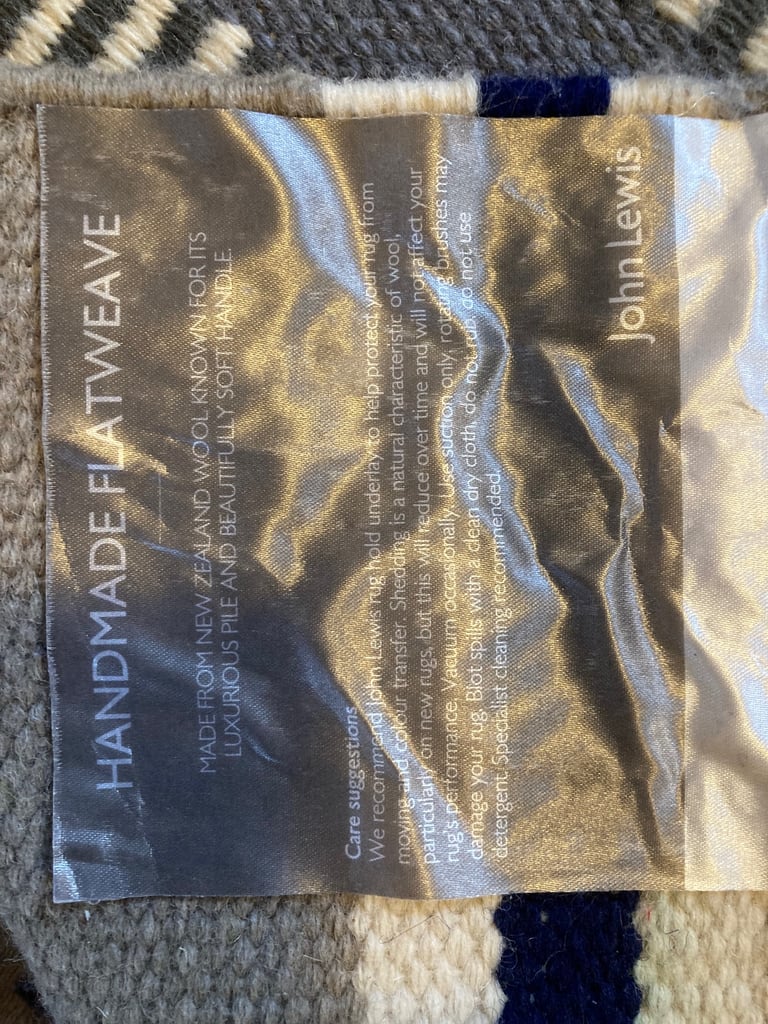 HANDMADE FLATWEAVE
MADE FROM NEW ZEALAND WOOL KNOWN FOR ITS
LUXURIOUS PILE AND BEAUTIFULLY SOFT HANDLE.
Care suggestions
We recommend John Lewis rug hold underlay to help protect your rug from
moving and colour transfer. Shedding is a natural characteristic of wool,
particularly on new rugs, but this will reduce over time and will not affect your
rug's performance. Vacuum occasionally. Use suction only, rotating brushes may
damage your rug. Blot spills with a clean dry cloth, do not rub, do not use
detergent. Specialist cleaning recommended.
John Lewis